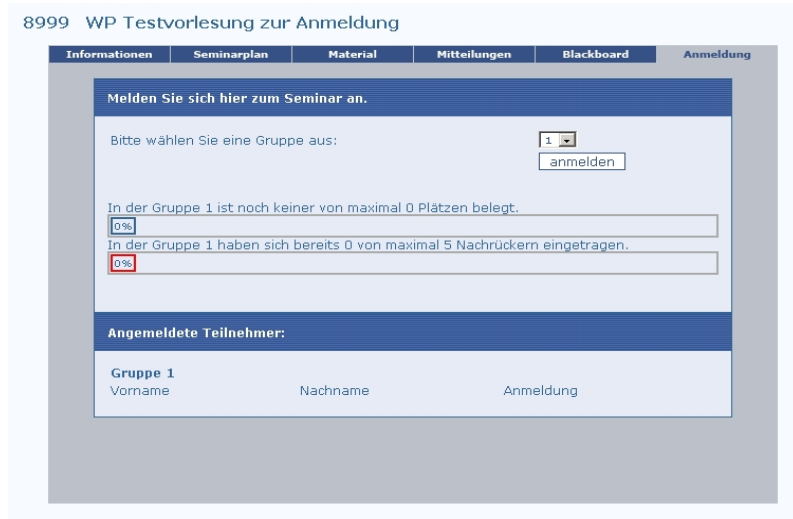 8999 WP Testvorlesung zur Anmeldung
Informationen Seminarplan Material Mitteilungen Blackboard Anmeldung
Melden Sie sich hier zum Seminar an.
Bitte wählen Sie eine Gruppe aus: 1
anmelden
In der Gruppe 1 ist noch keiner von maximal 0 Plätzen belegt.
0%
In der Gruppe 1 haben sich bereits 0 von maximal 5 Nachrückern eingetragen.
0%
Angemeldete Teilnehmer:
Gruppe 1
Vorname Nachname Anmeldung